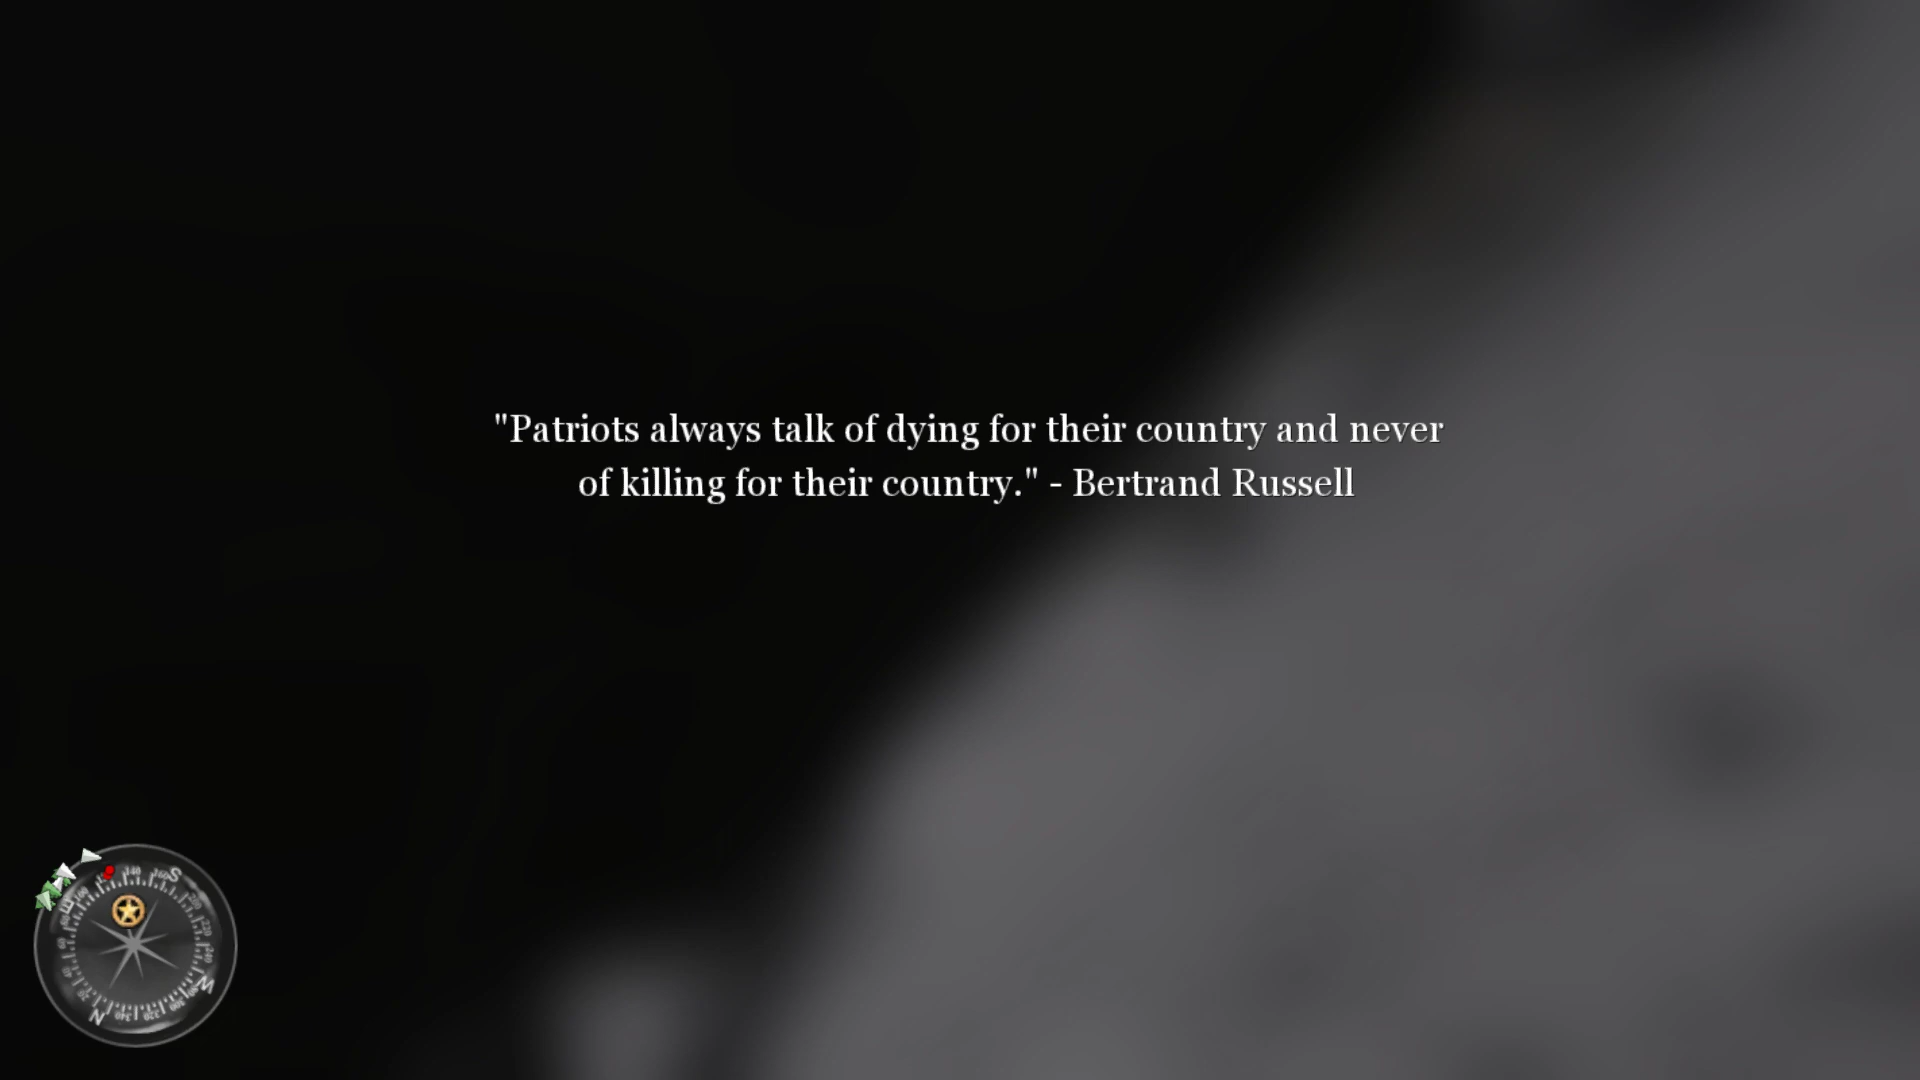 "Patriots always talk of dying for their country and never
of killing for their country." - Bertrand Russell
S
E
W
N